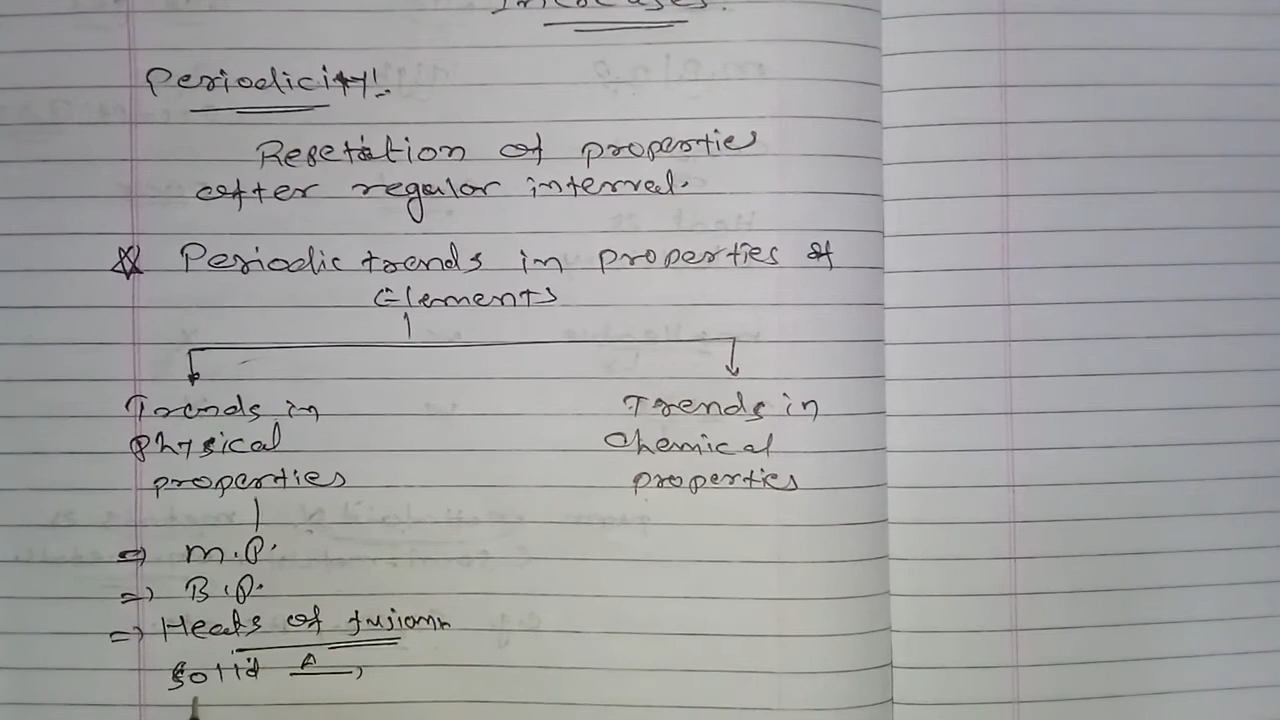 Periodicity:
Repetition of propertie
after regular interval.
☆ Periodic trends in properties of
Elements
Trends in
Physical
properties
Trends in
Chemical
properties
⇒ M.P.
⇒ B.P.
⇒ Heats of fusion
Solid Δ